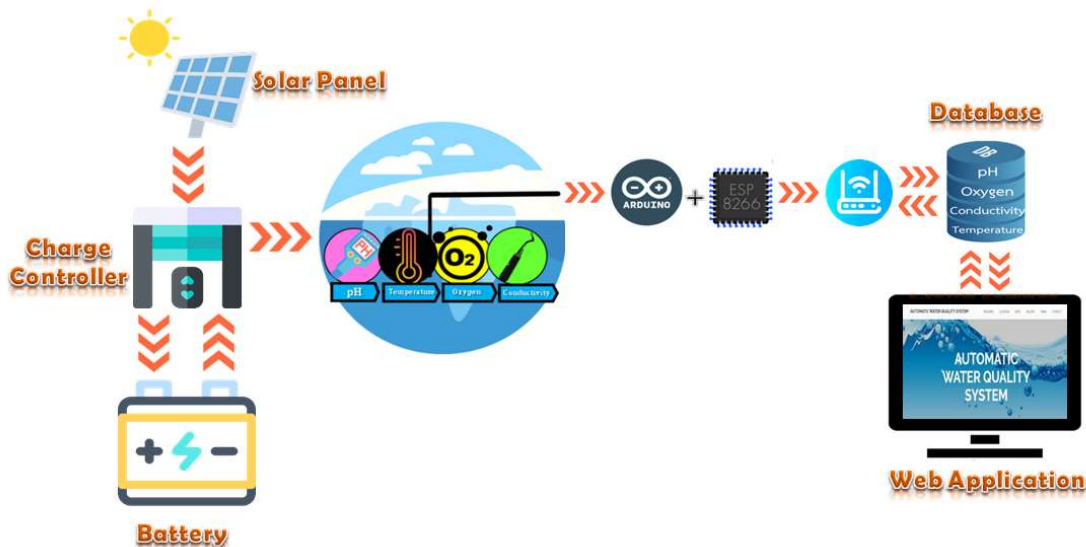 Solar Panel
Charge
Controller
Battery
PH
pH
Temperature
O2
Oxygen
Conductivity
ARDUINO
+
ESP
8266
Database
DB
pH
Oxygen
Conductivity
Temperature
AUTOMATIC WATER QUALITY SYSTEM
AUTOMATIC
WATER QUALITY
SYSTEM
Web Application